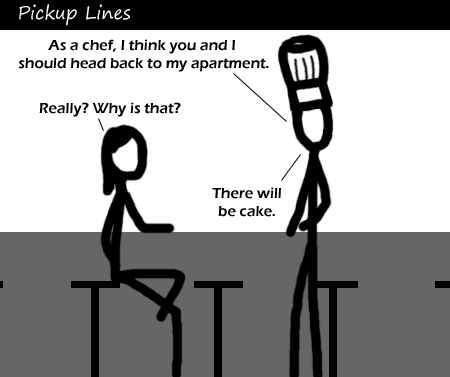 Pickup Lines
As a chef, I think you and I
should head back to my apartment.
Really? Why is that?
There will
be cake.